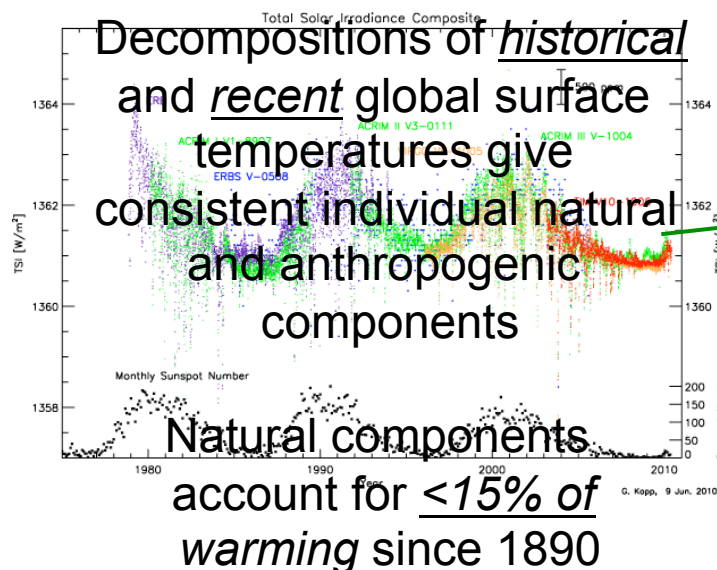 Total Solar Irradiance Composite
Decompositions of historical
and recent global surface
temperatures give
consistent individual natural
and anthropogenic
components
Natural components
account for <15% of
warming since 1890
ACRIM II V3-0111
ACRIM III V-1004
ERBS V-0508
1364
1362
1360
1358
1364
1362
1360
TSI [W/m²]
Monthly Sunspot Number
200
150
100
50
0
1980
1990
2000
2010
Year
G. Kopp, 9 Jun. 2010